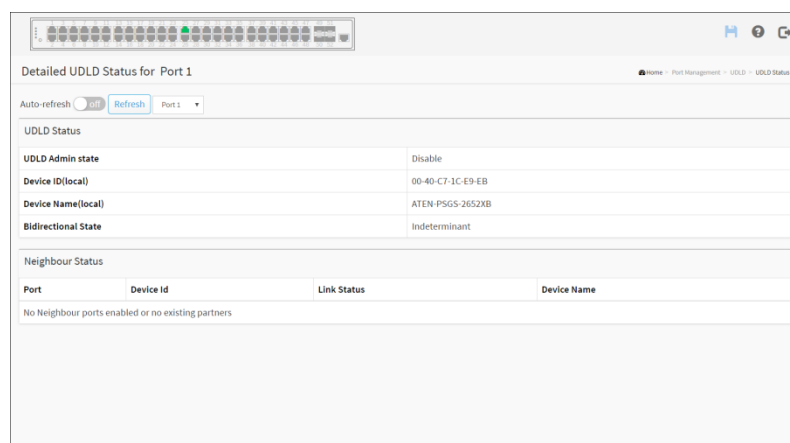 Detailed UDLD Status for Port 1
Home > Port Management > UDLD > UDLD Status
Auto-refresh off Refresh Port 1
UDLD Status
UDLD Admin state Disable
Device ID(local) 00-40-C7-1C-E9-EB
Device Name(local) ATEN-PSGS-2652XB
Bidirectional State Indeterminant
Neighbour Status
Port Device Id Link Status Device Name
No Neighbour ports enabled or no existing partners